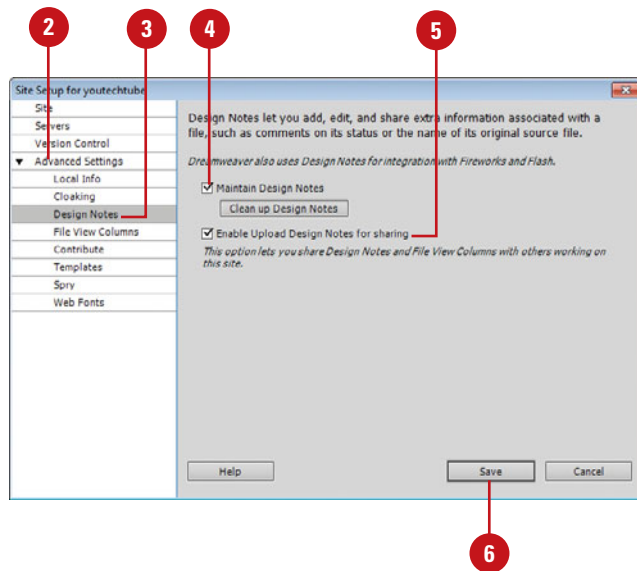 2
3
4
5
Site Setup for youtechtube
Site
Servers
Version Control
Advanced Settings
Local Info
Cloaking
Design Notes
File View Columns
Contribute
Templates
Spry
Web Fonts
Design Notes let you add, edit, and share extra information associated with a
file, such as comments on its status or the name of its original source file.
Dreamweaver also uses Design Notes for integration with Fireworks and Flash.
Maintain Design Notes
Clean up Design Notes
Enable Upload Design Notes for sharing
This option lets you share Design Notes and File View Columns with others working on
this site.
Help
Save
Cancel
6